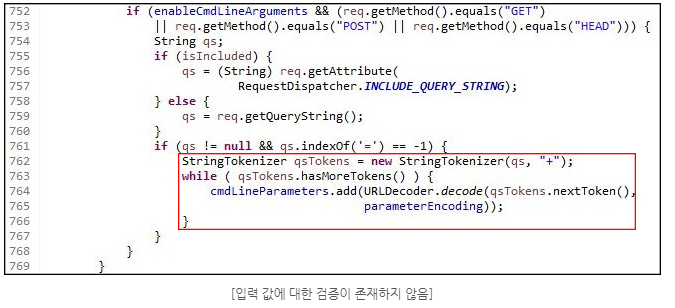 752 if (enableCmdLineArguments && (req.getMethod().equals("GET")
753 || req.getMethod().equals("POST") || req.getMethod().equals("HEAD"))) {
754 String qs;
755 if (isIncluded) {
756 qs = (String) req.getAttribute(
757 RequestDispatcher.INCLUDE_QUERY_STRING);
758 } else {
759 qs = req.getQueryString();
760 }
761 if (qs != null && qs.indexOf('=') == -1) {
762 StringTokenizer qsTokens = new StringTokenizer(qs, "+");
763 while ( qsTokens.hasMoreTokens() ) {
764 cmdLineParameters.add(URLDecoder.decode(qsTokens.nextToken(),
765 parameterEncoding));
766 }
767 }
768 }
769 }
[입력 값에 대한 검증이 존재하지 않음]